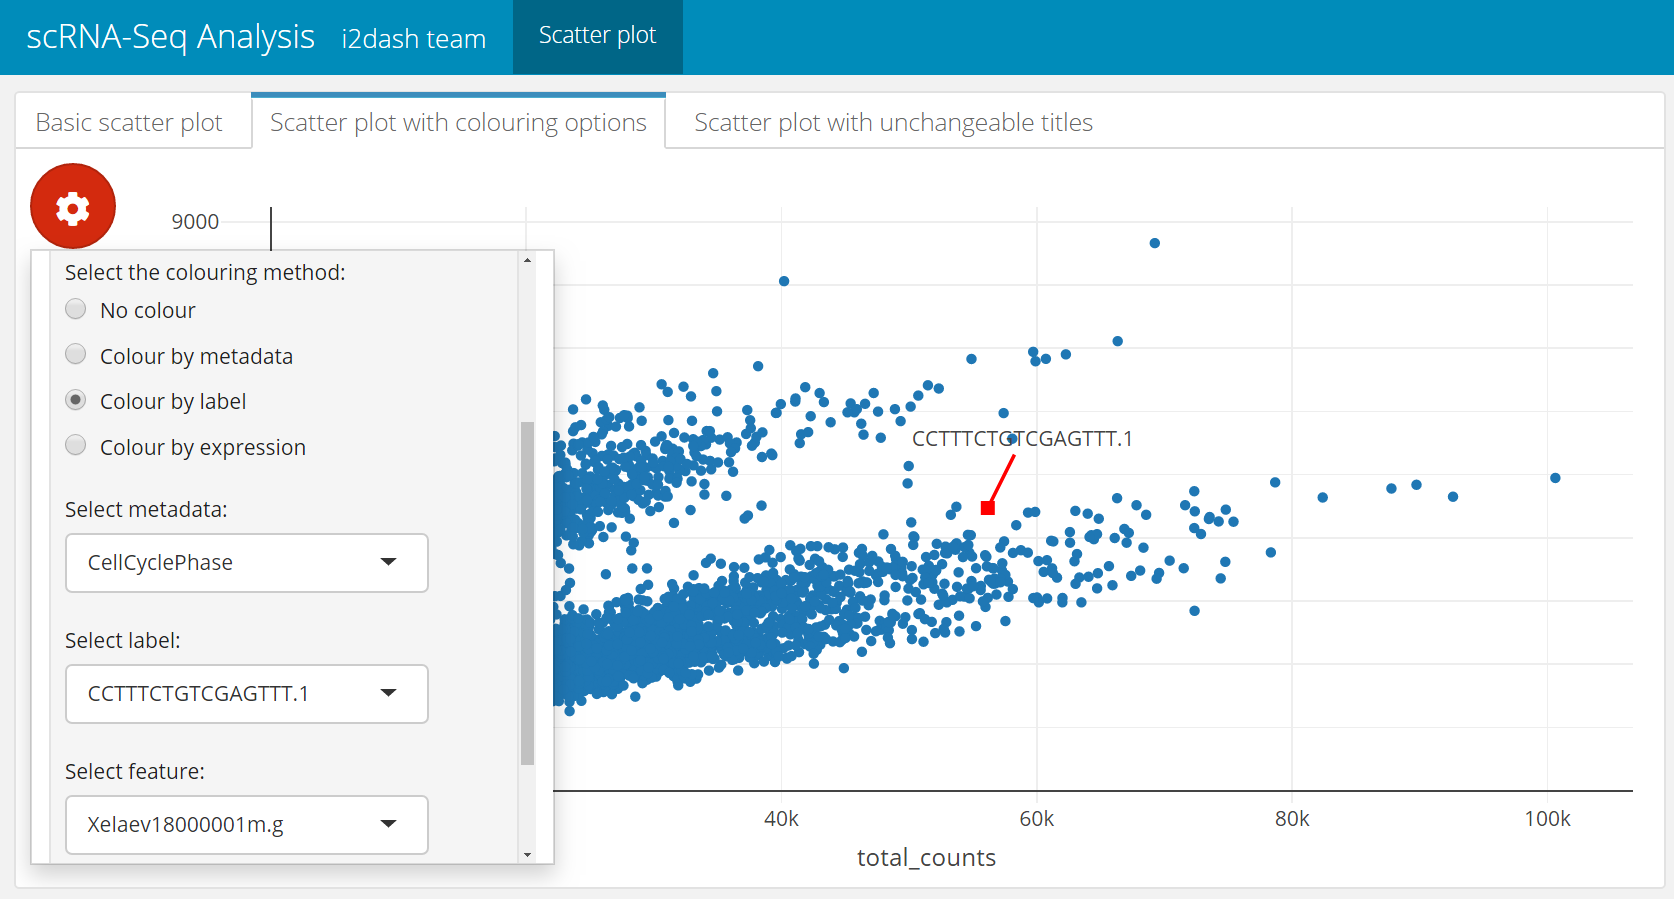 scRNA-Seq Analysis i2dash team Scatter plot
Basic scatter plot Scatter plot with colouring options Scatter plot with unchangeable titles
9000
Select the colouring method:
No colour
Colour by metadata
Colour by label
Colour by expression
Select metadata:
CellCyclePhase
Select label:
CCTTTCTGTCGAGTTT.1
Select feature:
Xelaev18000001m.g
CCTTTCTGTCGAGTTT.1
40k 60k 80k 100k
total_counts